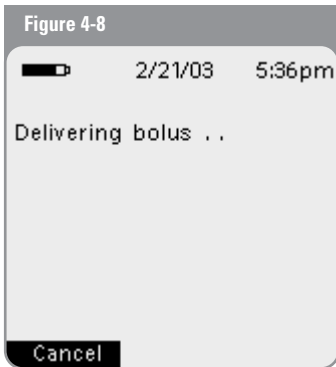 Figure 4-8
2/21/03 5:36pm
Delivering bolus . .
Cancel